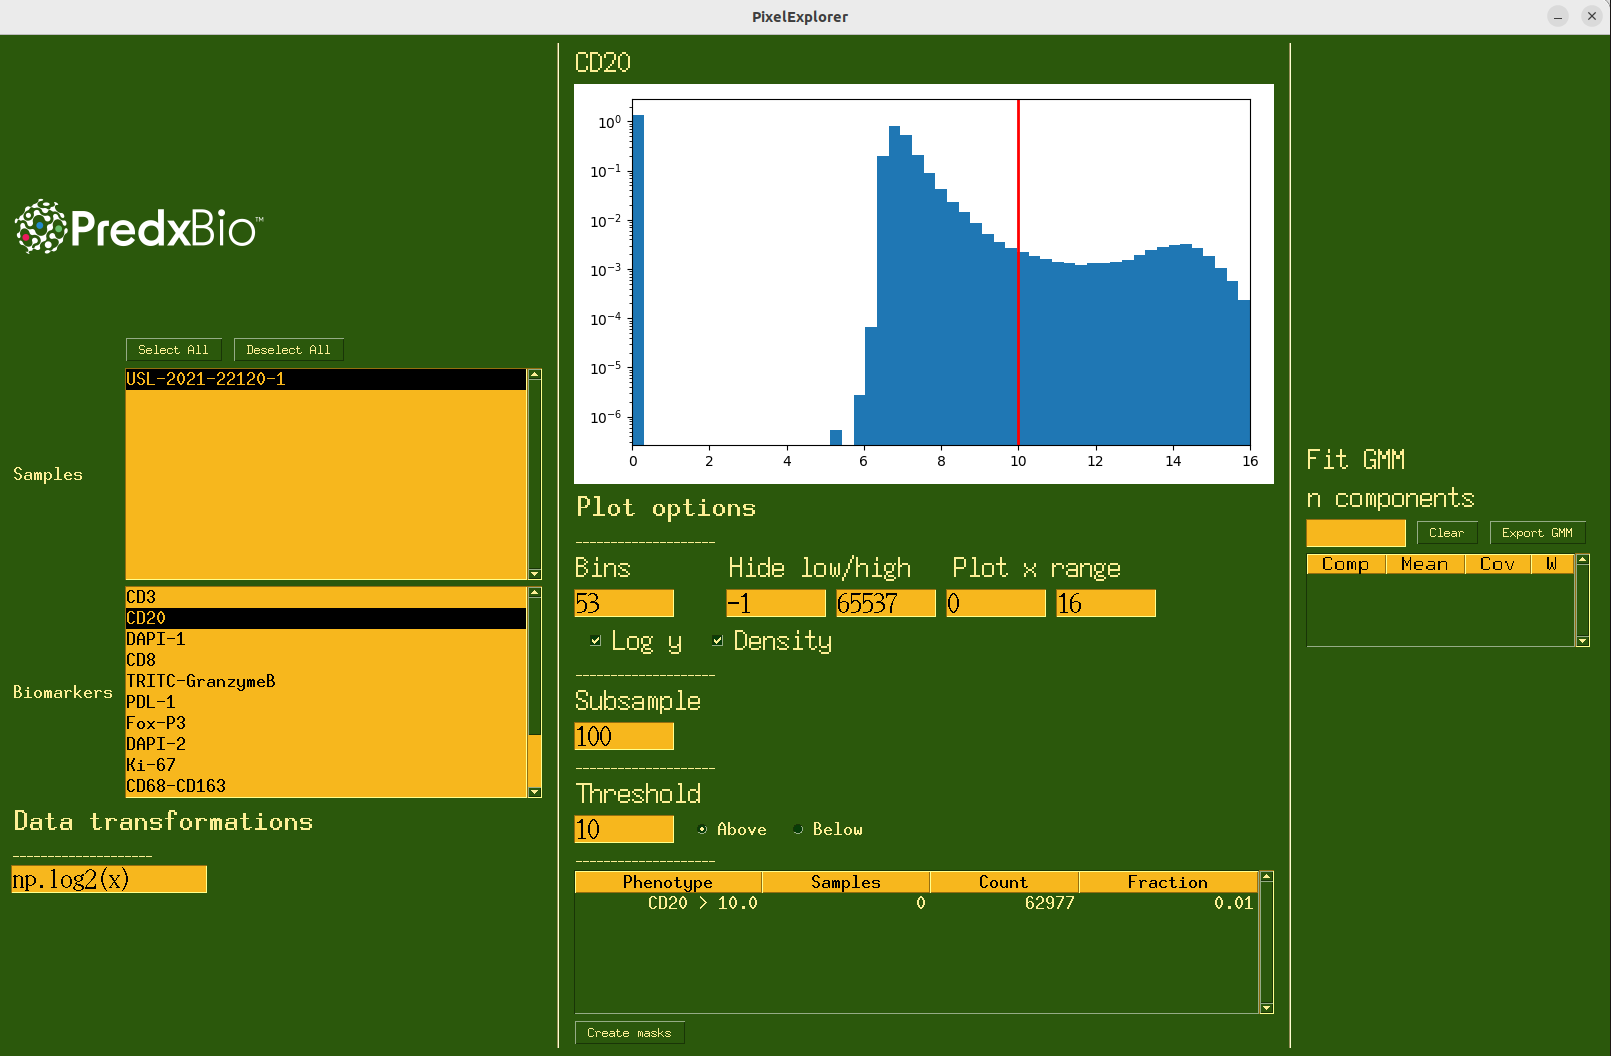 PixelExplorer
PredxBio™
Select All Deselect All
Samples
USL-2021-22120-1
Biomarkers
CD3
CD20
DAPI-1
CD8
TRITC-GranzymeB
PDL-1
Fox-P3
DAPI-2
Ki-67
CD68-CD163
Data transformations
--------------------
np.log2(x)
CD20
10^0
10^-1
10^-2
10^-3
10^-4
10^-5
10^-6
0 2 4 6 8 10 12 14 16
Plot options
--------------------
Bins Hide low/high Plot x range
53 -1 65537 0 16
Log y Density
--------------------
Subsample
100
--------------------
Threshold
10 Above Below
--------------------
Phenotype Samples Count Fraction
CD20 > 10.0 0 62977 0.01
Create masks
Fit GMM
n components
Clear Export GMM
Comp Mean Cov W